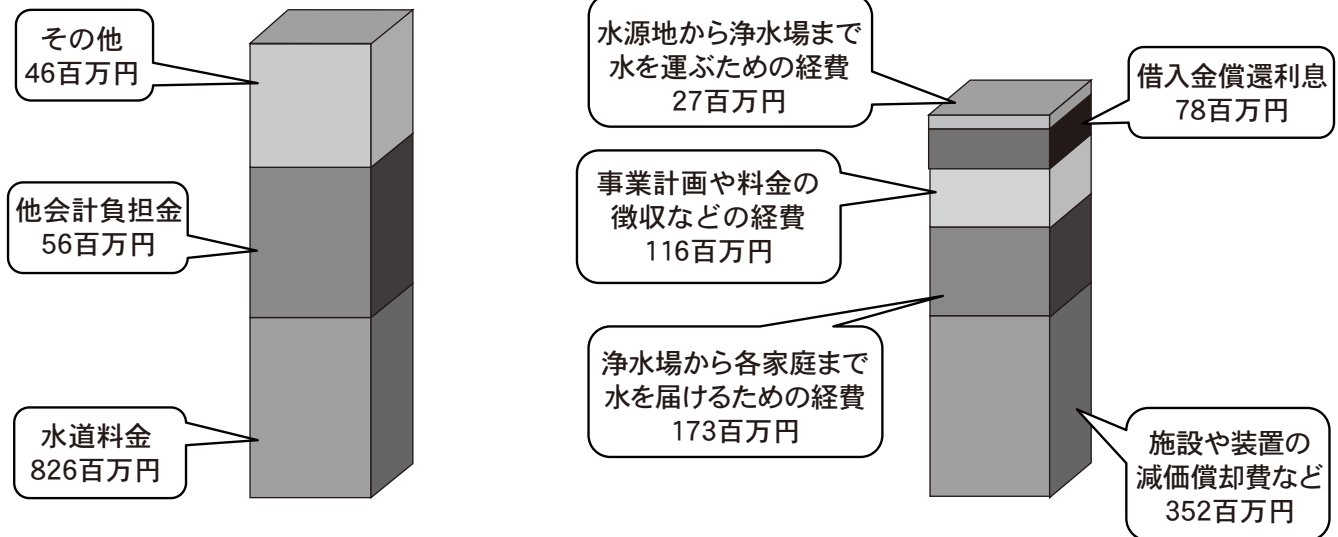 その他
46百万円
他会計負担金
56百万円
水道料金
826百万円
水源地から浄水場まで
水を運ぶための経費
27百万円
借入金償還利息
78百万円
事業計画や料金の
徴収などの経費
116百万円
浄水場から各家庭まで
水を届けるための経費
173百万円
施設や装置の
減価償却費など
352百万円